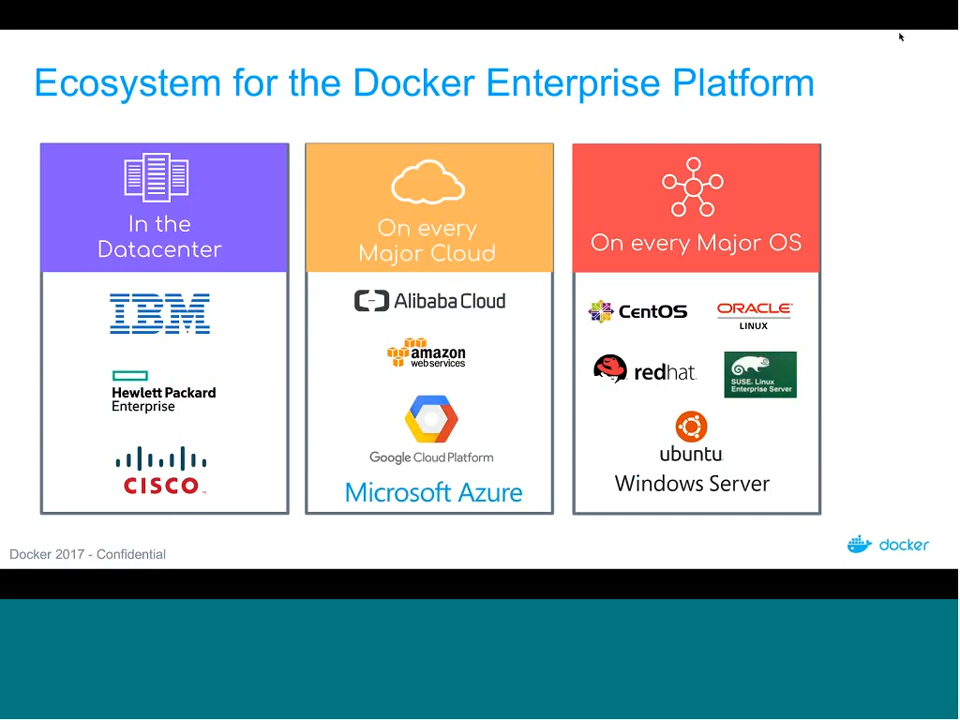 Ecosystem for the Docker Enterprise Platform
In the
Datacenter
IBM
Hewlett Packard
Enterprise
CISCO
On every
Major Cloud
Alibaba Cloud
amazon
web services
Google Cloud Platform
Microsoft Azure
On every Major OS
CentOS
ORACLE
LINUX
redhat
SUSE. Linux
Enterprise Server
ubuntu
Windows Server
Docker 2017 - Confidential
docker